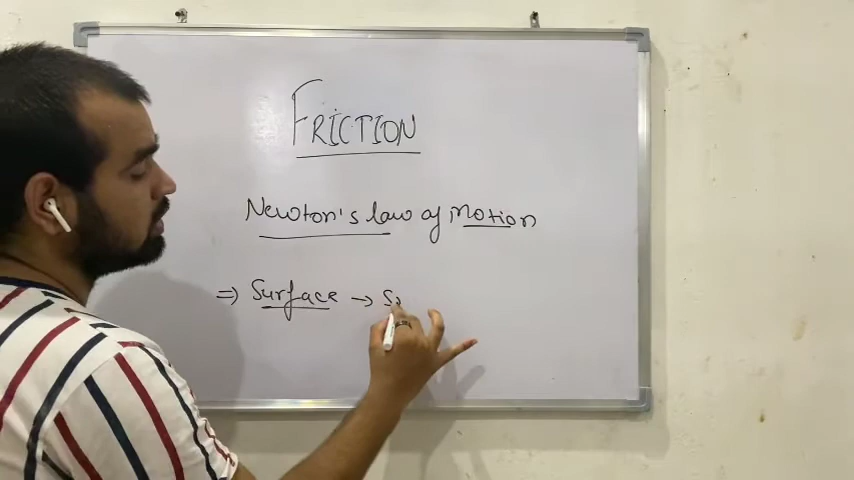 FRICTION
Newton's law of Motion
⇒ Surface →